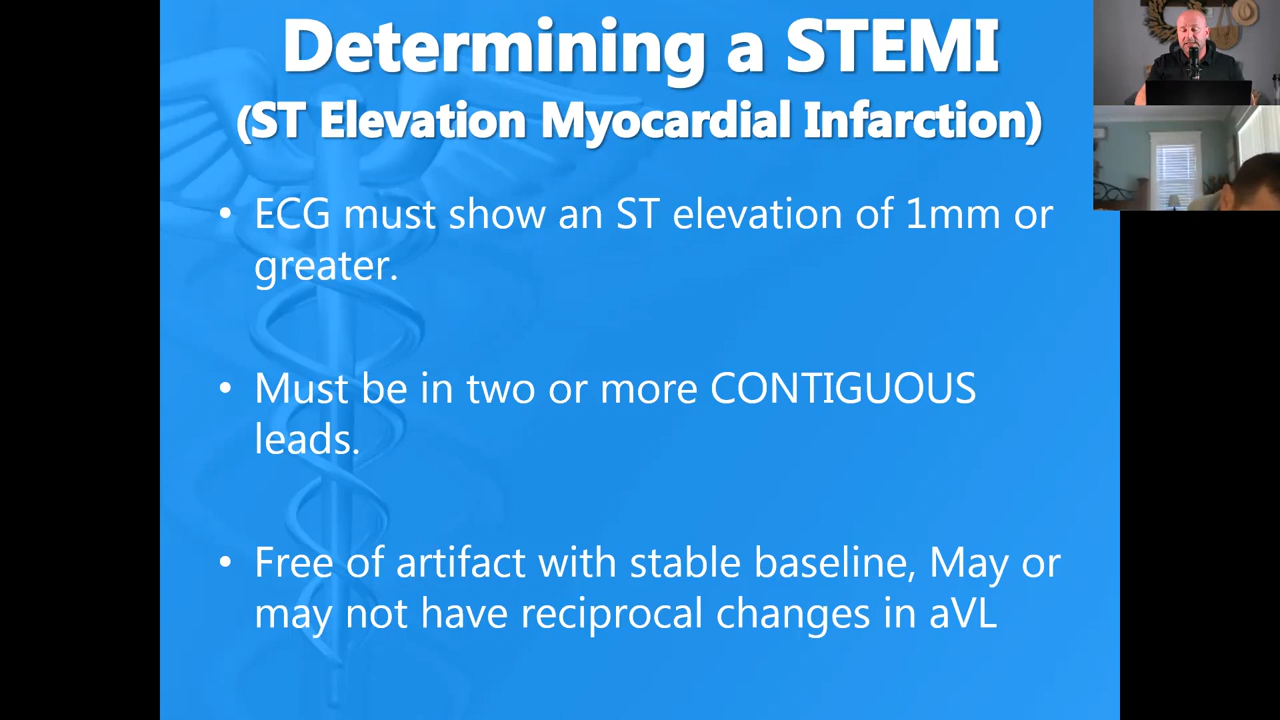 Determining a STEMI
(ST Elevation Myocardial Infarction)
• ECG must show an ST elevation of 1mm or
greater.
• Must be in two or more CONTIGUOUS
leads.
• Free of artifact with stable baseline, May or
may not have reciprocal changes in aVL